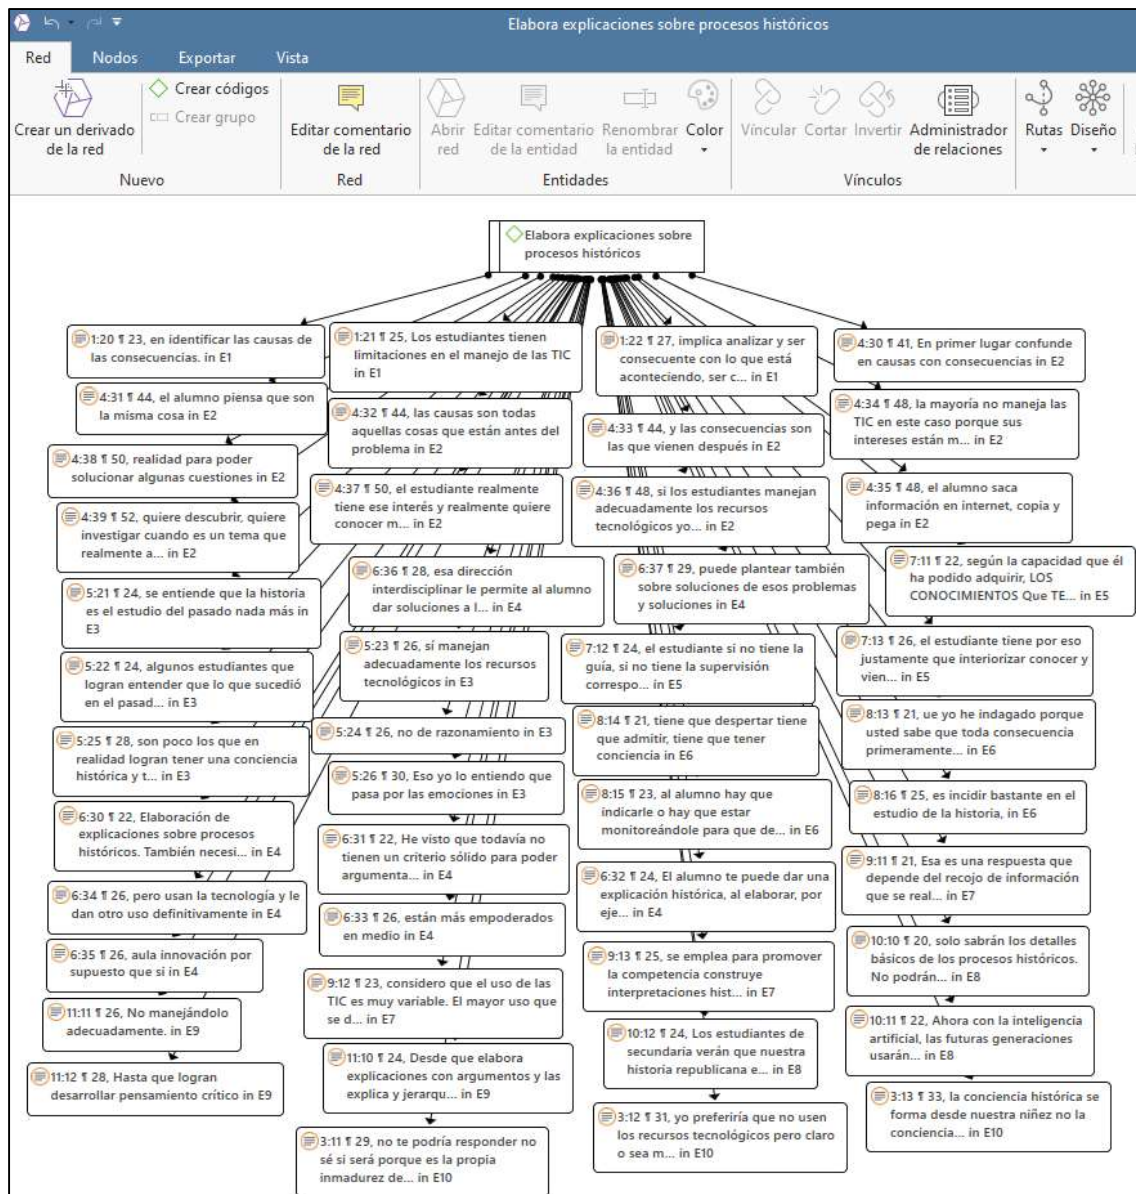 Elabora explicaciones sobre procesos históricos
Red Nodos Exportar Vista
Crear un derivado
de la red
Crear códigos
Crear grupo
Editar comentario
de la red
Abrir
red
Editar comentario
de la entidad
Renombrar
la entidad
Color
Víncular Cortar Invertir Administrador
de relaciones
Rutas Diseño
Nuevo Red Entidades Vínculos
Elabora explicaciones sobre
procesos históricos
1:20 ¶ 23, en identificar las causas de
las consecuencias. in E1
1:21 ¶ 25, Los estudiantes tienen
limitaciones en el manejo de las TIC
in E1
1:22 ¶ 27, implica analizar y ser
consecuente con lo que está
aconteciendo, ser c... in E1
4:30 ¶ 41, En primer lugar confunde
en causas con consecuencias in E2
4:31 ¶ 44, el alumno piensa que son
la misma cosa in E2
4:32 ¶ 44, las causas son todas
aquellas cosas que están antes del
problema in E2
4:33 ¶ 44, y las consecuencias son
las que vienen después in E2
4:34 ¶ 48, la mayoría no maneja las
TIC en este caso porque sus
intereses están m... in E2
4:38 ¶ 50, realidad para poder
solucionar algunas cuestiones in E2
4:37 ¶ 50, el estudiante realmente
tiene ese interés y realmente quiere
conocer m... in E2
4:36 ¶ 48, si los estudiantes manejan
adecuadamente los recursos
tecnológicos yo... in E2
4:35 ¶ 48, el alumno saca
información en internet, copia y
pega in E2
4:39 ¶ 52, quiere descubrir, quiere
investigar cuando es un tema que
realmente a... in E2
6:36 ¶ 28, esa dirección
interdisciplinar le permite al alumno
dar soluciones a l... in E4
6:37 ¶ 29, puede plantear también
sobre soluciones de esos problemas
y soluciones in E4
7:11 ¶ 22, según la capacidad que él
ha podido adquirir, LOS
CONOCIMIENTOS Que TE... in E5
5:21 ¶ 24, se entiende que la historia
es el estudio del pasado nada más in
E3
5:23 ¶ 26, sí manejan
adecuadamente los recursos
tecnológicos in E3
7:12 ¶ 24, el estudiante si no tiene la
guía, si no tiene la supervisión
correspo... in E5
7:13 ¶ 26, el estudiante tiene por eso
justamente que interiorizar conocer y
vien... in E5
5:22 ¶ 24, algunos estudiantes que
logran entender que lo que sucedió
en el pasad... in E3
5:24 ¶ 26, no de razonamiento in E3
8:14 ¶ 21, tiene que despertar tiene
que admitir, tiene que tener
conciencia in E6
8:13 ¶ 21, ue yo he indagado porque
usted sabe que toda consecuencia
primeramente... in E6
5:25 ¶ 28, son poco los que en
realidad logran tener una conciencia
histórica y t... in E3
5:26 ¶ 30, Eso yo lo entiendo que
pasa por las emociones in E3
8:15 ¶ 23, al alumno hay que
indicarle o hay que estar
monitoreándole para que de... in E6
8:16 ¶ 25, es incidir bastante en el
estudio de la historia, in E6
6:30 ¶ 22, Elaboración de
explicaciones sobre procesos
históricos. También necesi... in E4
6:31 ¶ 22, He visto que todavía no
tienen un criterio sólido para poder
argumenta... in E4
6:32 ¶ 24, El alumno te puede dar una
explicación histórica, al elaborar, por
eje... in E4
9:11 ¶ 21, Esa es una respuesta que
depende del recojo de información
que se real... in E7
6:34 ¶ 26, pero usan la tecnología y le
dan otro uso definitivamente in E4
6:33 ¶ 26, están más empoderados
en medio in E4
9:13 ¶ 25, se emplea para promover
la competencia construye
interpretaciones hist... in E7
10:10 ¶ 20, solo sabrán los detalles
básicos de los procesos históricos.
No podrán... in E8
6:35 ¶ 26, aula innovación por
supuesto que si in E4
9:12 ¶ 23, considero que el uso de las
TIC es muy variable. El mayor uso que
se d... in E7
10:12 ¶ 24, Los estudiantes de
secundaria verán que nuestra
historia republicana e... in E8
10:11 ¶ 22, Ahora con la inteligencia
artificial, las futuras generaciones
usarán... in E8
11:11 ¶ 26, No manejándolo
adecuadamente. in E9
11:10 ¶ 24, Desde que elabora
explicaciones con argumentos y las
explica y jerarqu... in E9
3:12 ¶ 31, yo preferiría que no usen
los recursos tecnológicos pero claro
o sea m... in E10
3:13 ¶ 33, la conciencia histórica se
forma desde nuestra niñez no la
conciencia... in E10
11:12 ¶ 28, Hasta que logran
desarrollar pensamiento crítico in E9
3:11 ¶ 29, no te podría responder no
sé si será porque es la propia
inmadurez de... in E10